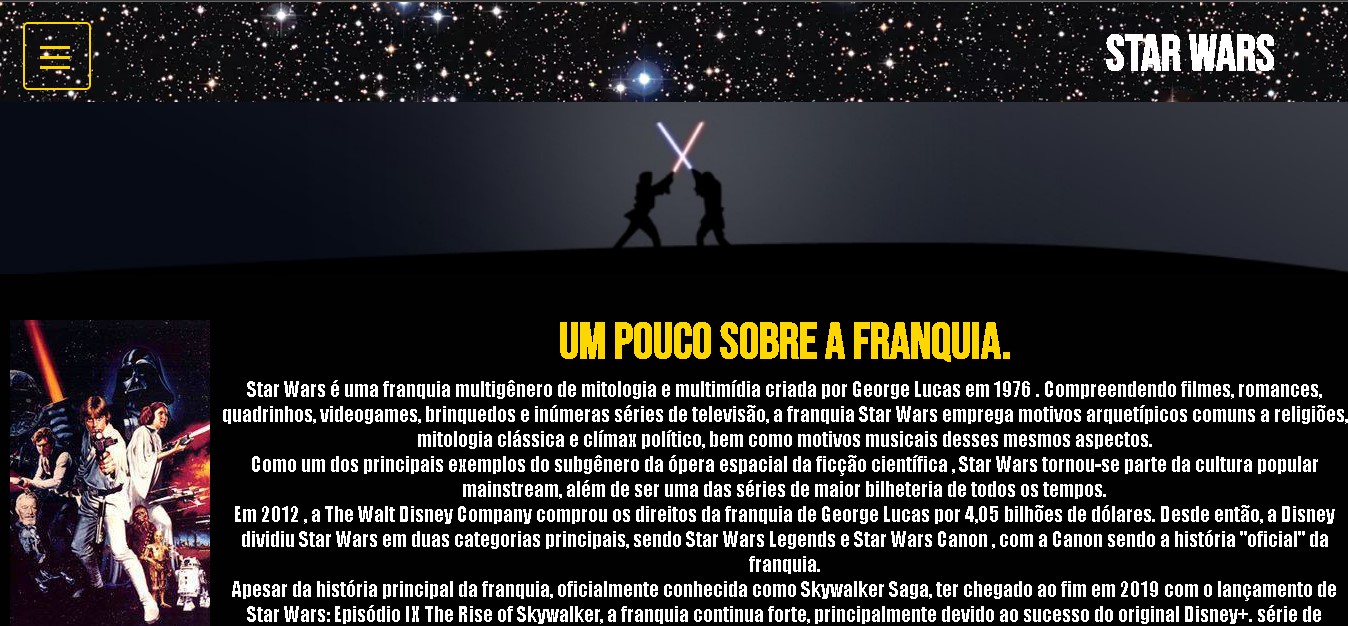 STAR WARS
UM POUCO SOBRE A FRANQUIA.
Star Wars é uma franquia multigênero de mitologia e multimídia criada por George Lucas em 1976 . Compreendendo filmes, romances,
quadrinhos, videogames, brinquedos e inúmeras séries de televisão, a franquia Star Wars emprega motivos arquetípicos comuns a religiões,
mitologia clássica e clímax político, bem como motivos musicais desses mesmos aspectos.
Como um dos principais exemplos do subgênero da ópera espacial da ficção científica , Star Wars tornou-se parte da cultura popular
mainstream, além de ser uma das séries de maior bilheteria de todos os tempos.
Em 2012 , a The Walt Disney Company comprou os direitos da franquia de George Lucas por 4,05 bilhões de dólares. Desde então, a Disney
dividiu Star Wars em duas categorias principais, sendo Star Wars Legends e Star Wars Canon , com a Canon sendo a história "oficial" da
franquia.
Apesar da história principal da franquia, oficialmente conhecida como Skywalker Saga, ter chegado ao fim em 2019 com o lançamento de
Star Wars: Episódio IX The Rise of Skywalker, a franquia continua forte, principalmente devido ao sucesso do original Disney+. série de